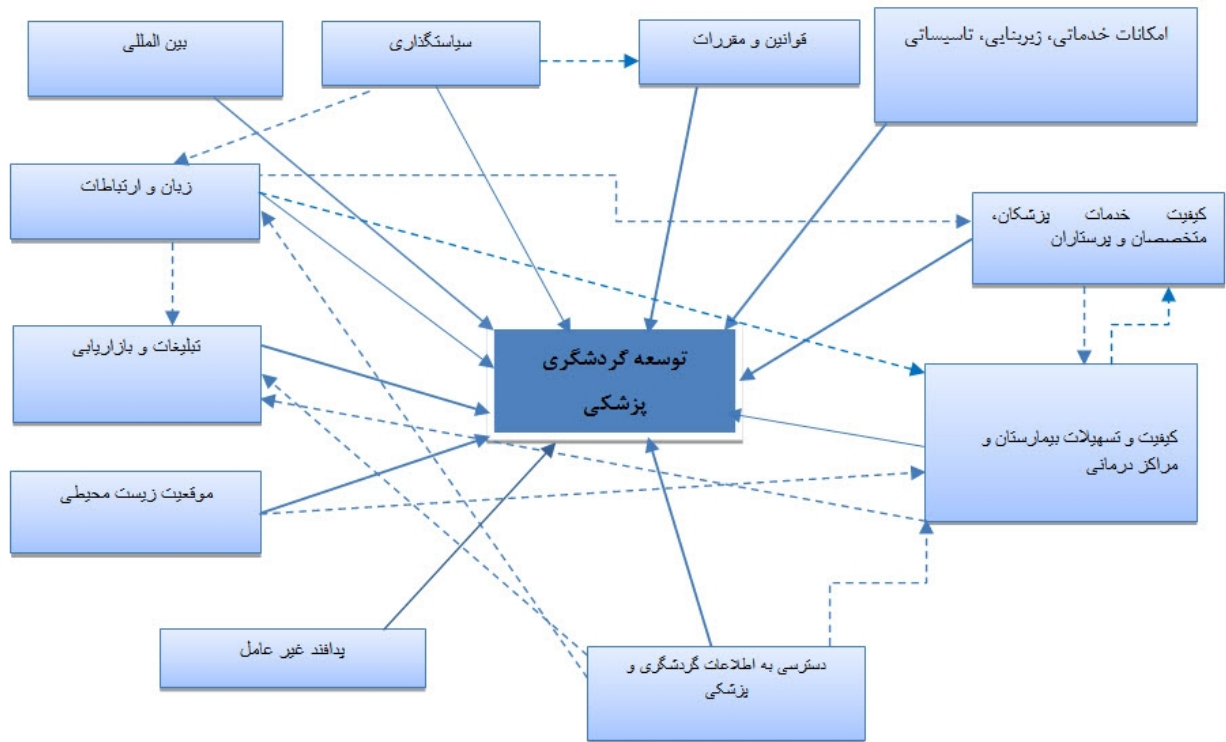 امکانات خدماتی، زیربنایی، تاسیساتی
قوانین و مقررات
سیاستگذاری
بین المللی
زبان و ارتباطات
کیفیت خدمات پزشکان،
متخصصان و پرستاران
تبلیغات و بازاریابی
توسعه گردشگری
پزشکی
کیفیت و تسهیلات بیمارستان و
مراکز درمانی
موقعیت زیست محیطی
پدافند غیر عامل
دسترسی به اطلاعات گردشگری و
پزشکی